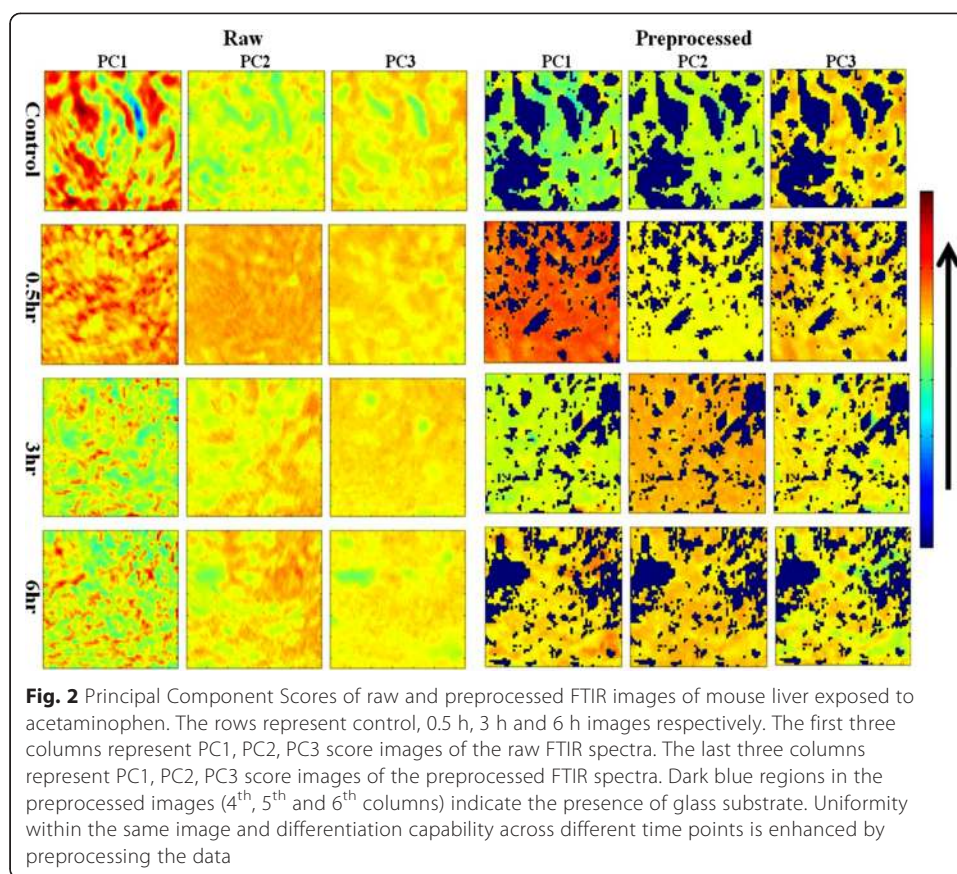 Raw
Preprocessed
PC1
PC2
PC3
PC1
PC2
PC3
Control
0.5hr
3hr
6hr
Fig. 2 Principal Component Scores of raw and preprocessed FTIR images of mouse liver exposed to
acetaminophen. The rows represent control, 0.5 h, 3 h and 6 h images respectively. The first three
columns represent PC1, PC2, PC3 score images of the raw FTIR spectra. The last three columns
represent PC1, PC2, PC3 score images of the preprocessed FTIR spectra. Dark blue regions in the
preprocessed images (4th, 5th and 6th columns) indicate the presence of glass substrate. Uniformity
within the same image and differentiation capability across different time points is enhanced by
preprocessing the data